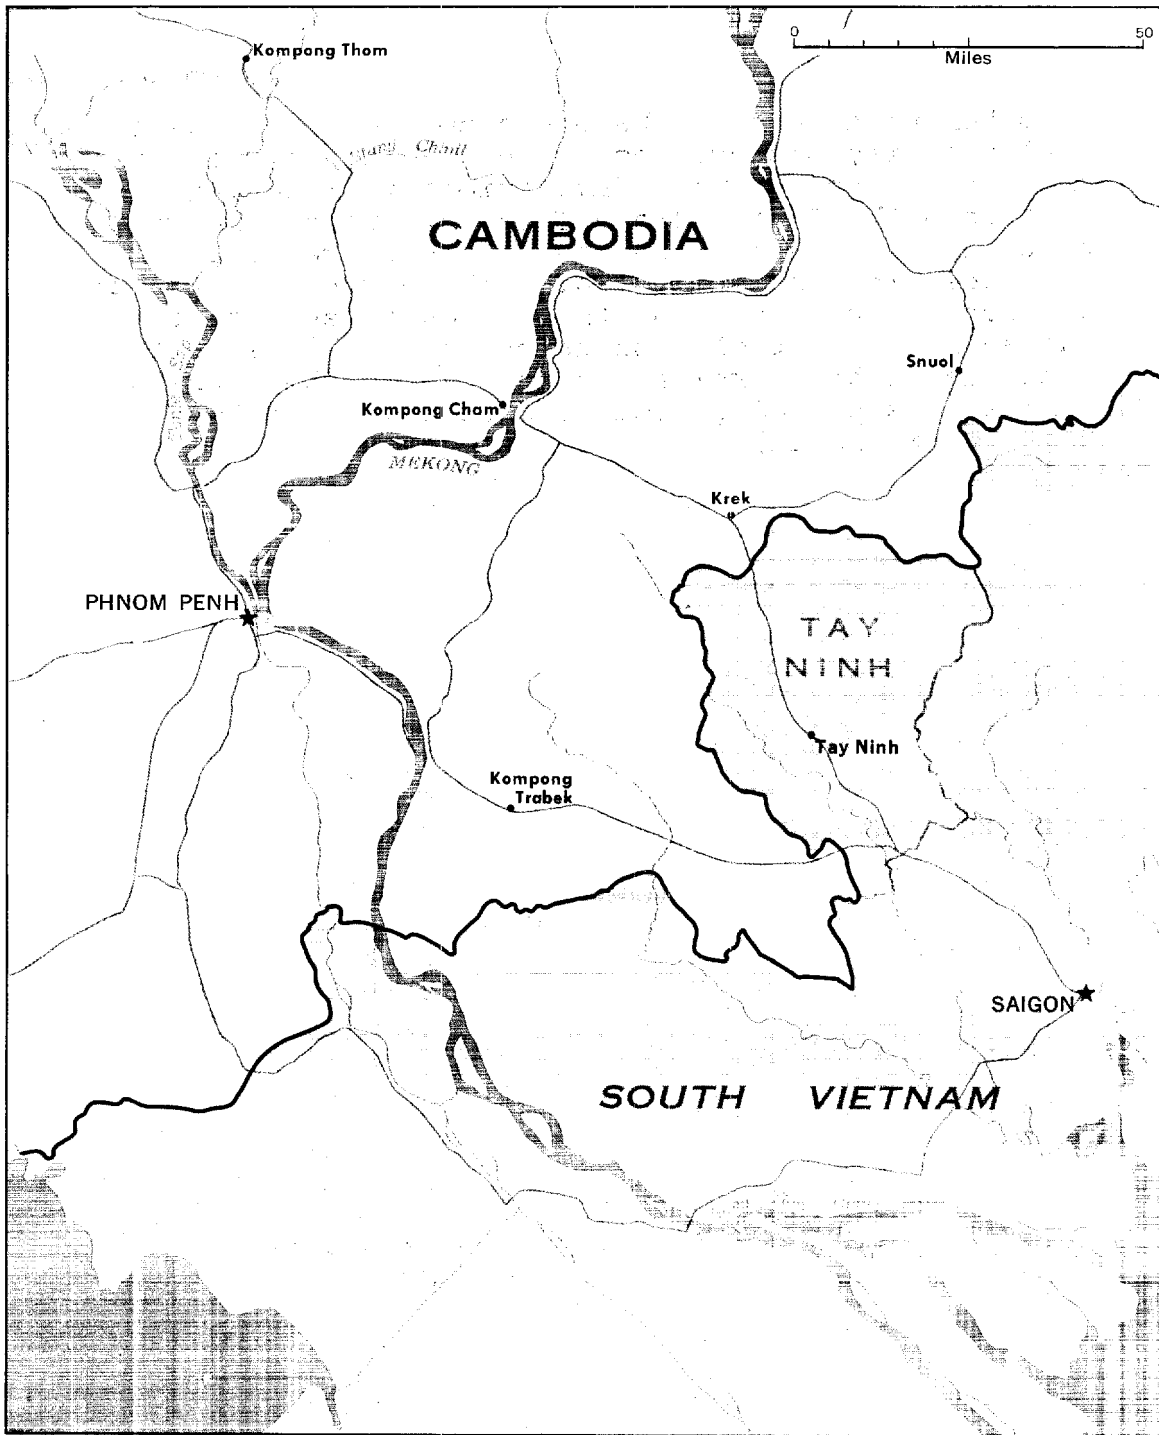 0 50
Miles
Kompong Thom
Chinit
CAMBODIA
Snuol
Kompong Cham
MEKONG
Krek
PHNOM PENH
TAY
NINH
Tay Ninh
Kompong
Trabek
SAIGON
SOUTH VIETNAM